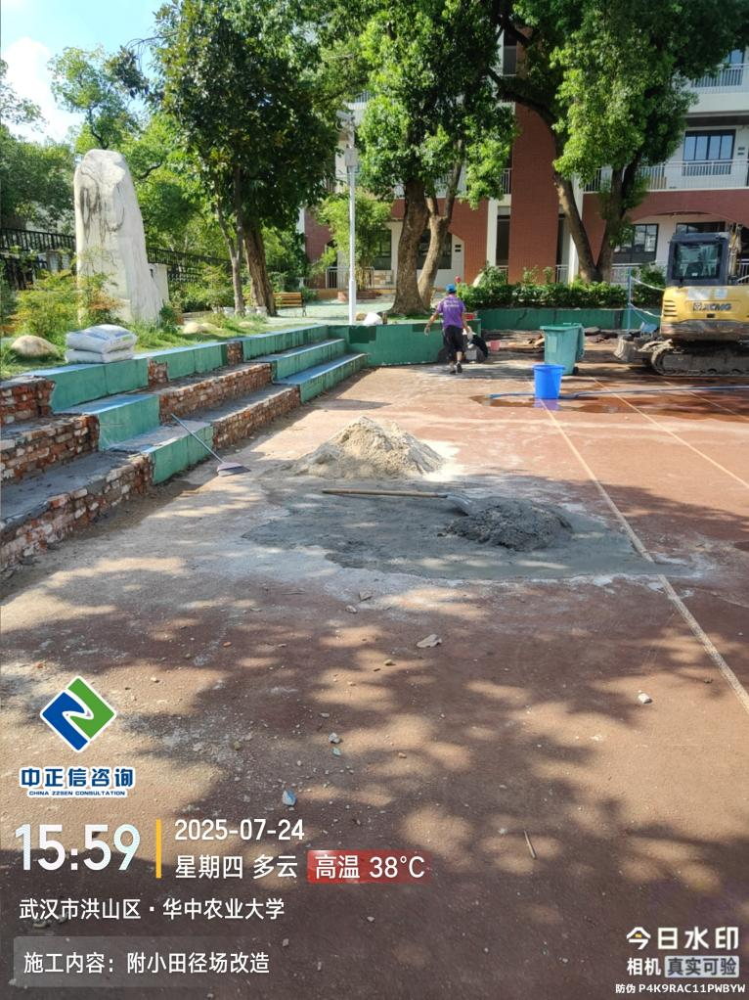 XCMG
中正信咨询
CHINA ZZSEN CONSULTATION
15:59
2025-07-24
星期四 多云 高温 38°C
武汉市洪山区·华中农业大学
施工内容：附小田径场改造
今日水印
相机 真实可验
防伪 P4K9RAC11PWBYW